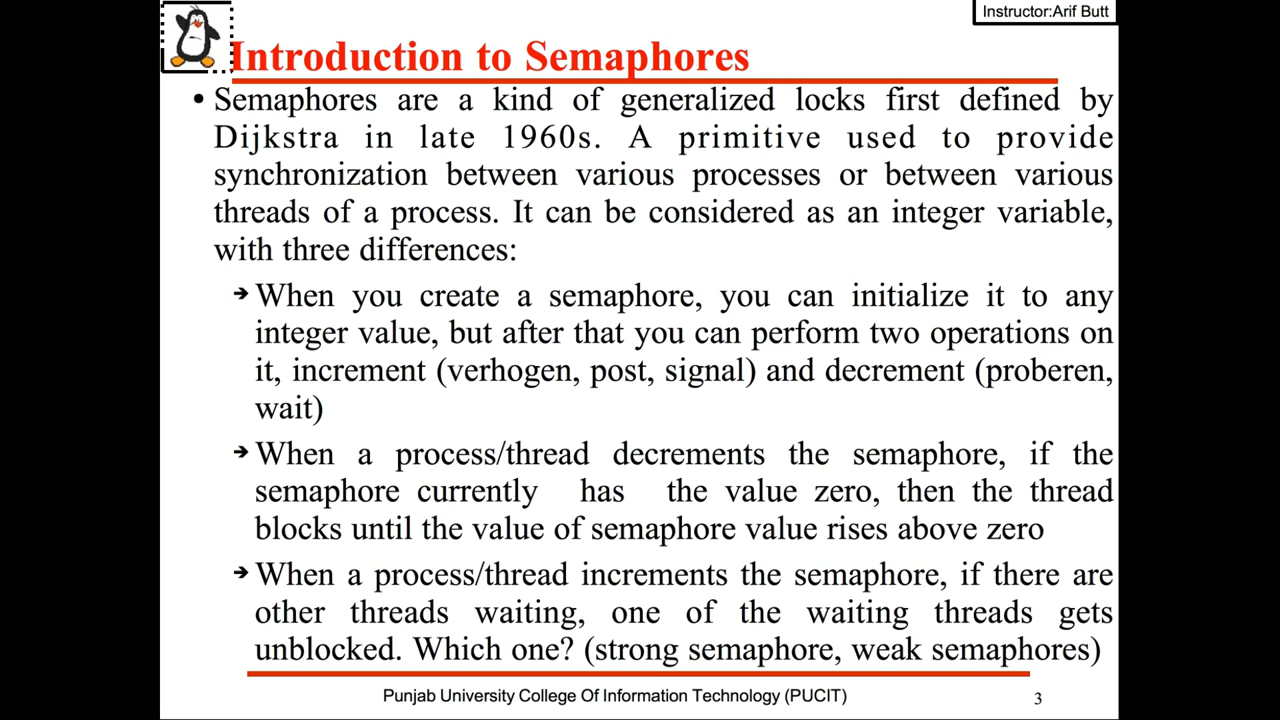 Instructor:Arif Butt
Introduction to Semaphores
• Semaphores are a kind of generalized locks first defined by
Dijkstra in late 1960s. A primitive used to provide
synchronization between various processes or between various
threads of a process. It can be considered as an integer variable,
with three differences:
➔ When you create a semaphore, you can initialize it to any
integer value, but after that you can perform two operations on
it, increment (verhogen, post, signal) and decrement (proberen,
wait)
➔ When a process/thread decrements the semaphore, if the
semaphore currently has the value zero, then the thread
blocks until the value of semaphore value rises above zero
➔ When a process/thread increments the semaphore, if there are
other threads waiting, one of the waiting threads gets
unblocked. Which one? (strong semaphore, weak semaphores)
Punjab University College Of Information Technology (PUCIT)
3